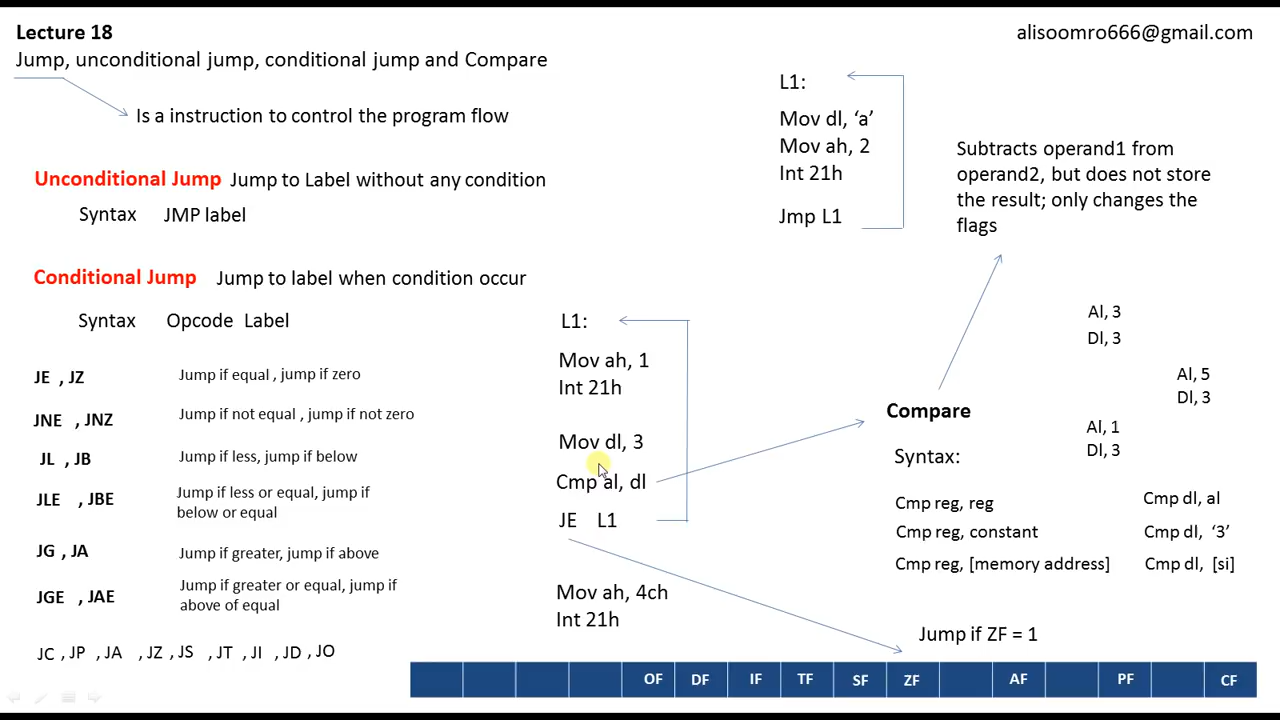 Lecture 18
alisoomro666@gmail.com
Jump, unconditional jump, conditional jump and Compare
Is a instruction to control the program flow
Unconditional Jump Jump to Label without any condition
Syntax JMP label
L1:
Mov dl, ‘a’
Mov ah, 2
Int 21h
Jmp L1
Subtracts operand1 from
operand2, but does not store
the result; only changes the
flags
Conditional Jump Jump to label when condition occur
Syntax Opcode Label
JE , JZ Jump if equal , jump if zero
JNE , JNZ Jump if not equal , jump if not zero
JL , JB Jump if less, jump if below
JLE , JBE Jump if less or equal, jump if
below or equal
JG , JA Jump if greater, jump if above
JGE , JAE Jump if greater or equal, jump if
above of equal
JC , JP , JA , JZ , JS , JT , JI , JD , JO
L1:
Mov ah, 1
Int 21h
Mov dl, 3
Cmp al, dl
JE L1
Mov ah, 4ch
Int 21h
Al, 3
Dl, 3
Al, 5
Dl, 3
Al, 1
Dl, 3
Compare
Syntax:
Cmp reg, reg Cmp dl, al
Cmp reg, constant Cmp dl, ‘3’
Cmp reg, [memory address] Cmp dl, [si]
Jump if ZF = 1
OF DF IF TF SF ZF AF PF CF